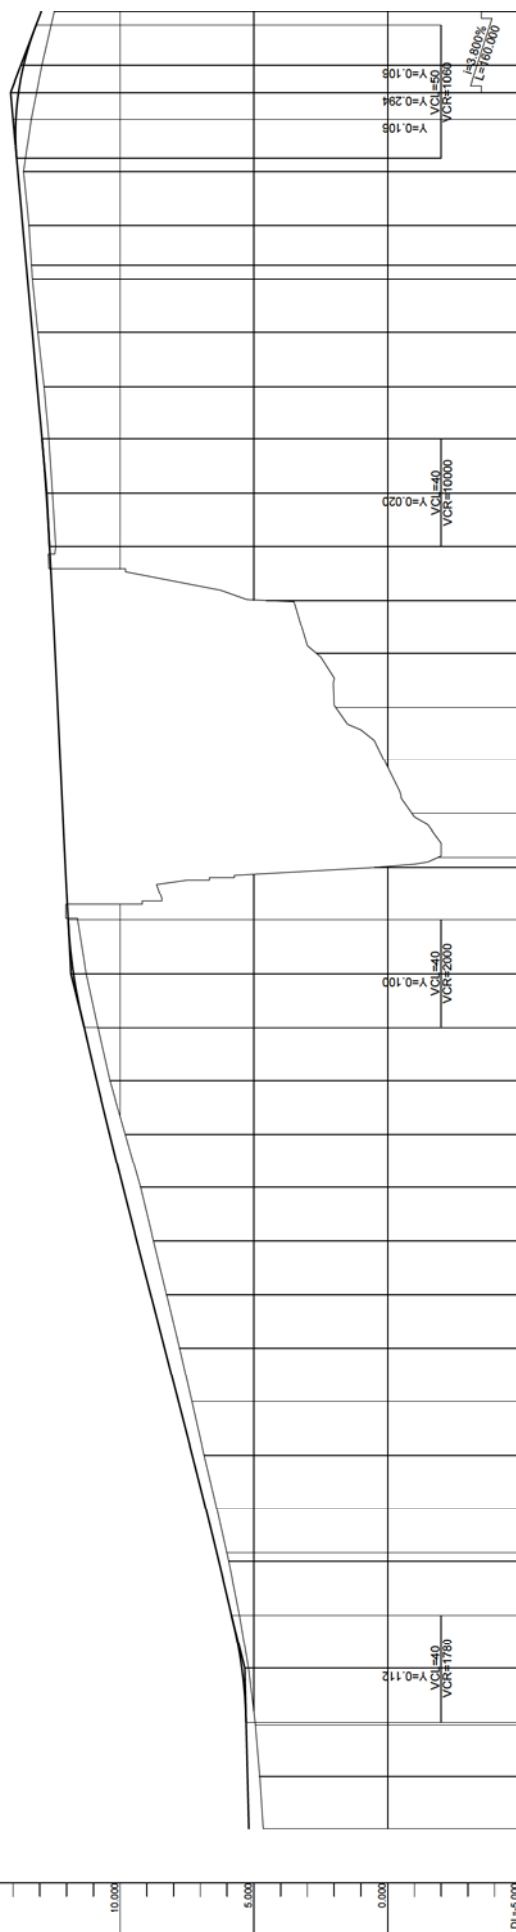 i=3.800%
L=160.000
Y=0.106
Y=0.294
Y=0.106
VCL=50
VCR=1060
Y=0.020
VCL=40
VCR=10000
Y=0.100
VCL=40
VCR=2000
Y=0.112
VCL=40
VCR=1780
10.000
5.000
0.000
DL=-5.000